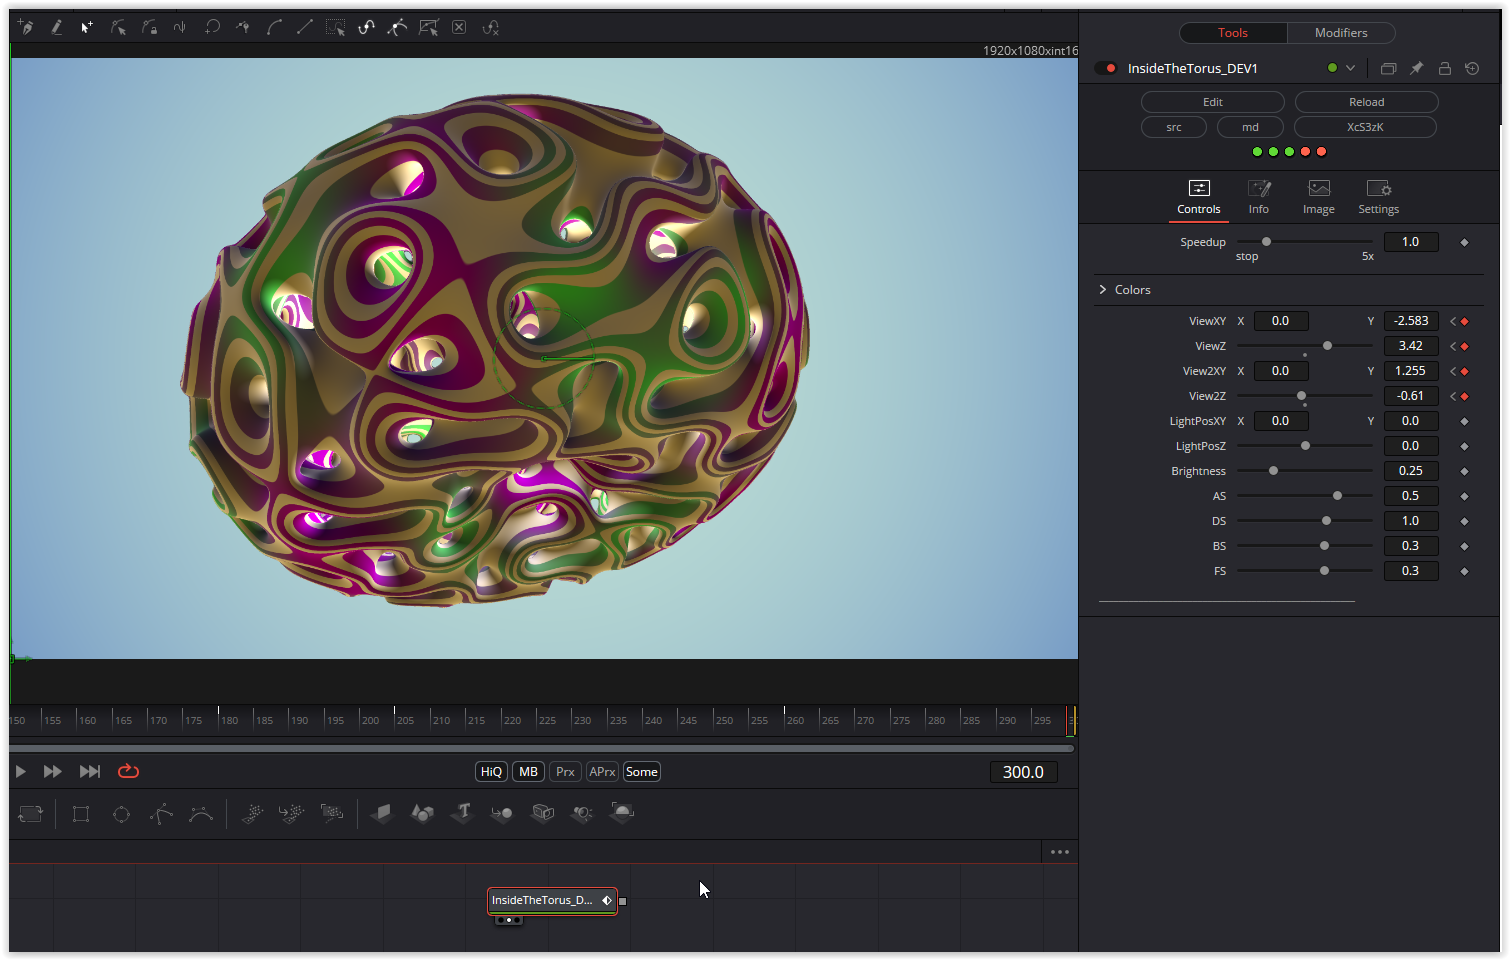 1920x1080xint16
Tools Modifiers
InsideTheTorus_DEV1
Edit Reload
src md XcS3zK
Controls Info Image Settings
Speedup 1.0
stop 5x
Colors
ViewXY X 0.0 Y -2.583
ViewZ 3.42
View2XY X 0.0 Y 1.255
View2Z -0.61
LightPosXY X 0.0 Y 0.0
LightPosZ 0.0
Brightness 0.25
AS 0.5
DS 1.0
BS 0.3
FS 0.3
150 155 160 165 170 175 180 185 190 195 200 205 210 215 220 225 230 235 240 245 250 255 260 265 270 275 280 285 290 295
HiQ MB Prx APrx Some 300.0
InsideTheTorus_D...